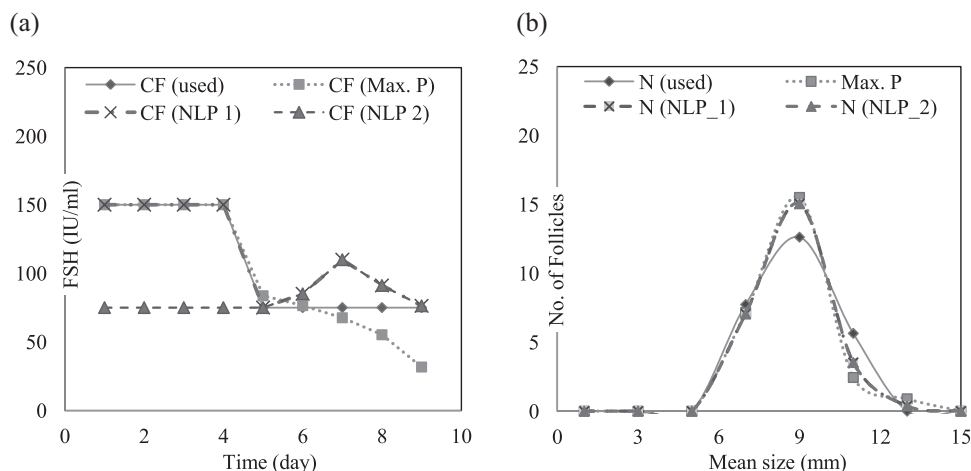 (a)
CF (used)
CF (Max. P)
CF (NLP 1)
CF (NLP 2)
250
200
150
100
50
0
FSH (IU/ml)
0 2 4 6 8 10
Time (day)
(b)
N (used)
Max. P
N (NLP_1)
N (NLP_2)
25
20
15
10
5
0
No. of Follicles
0 3 6 9 12 15
Mean size (mm)